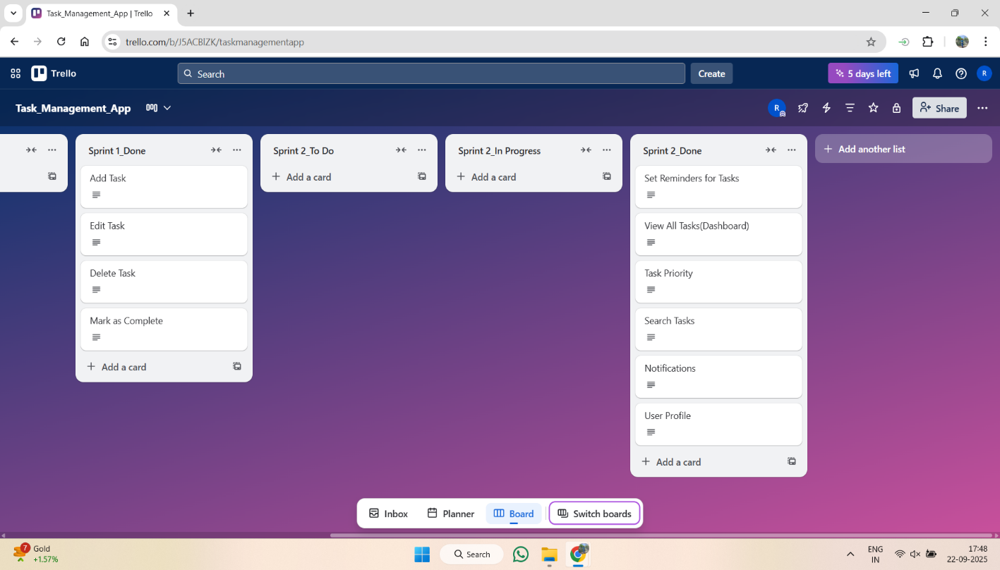 Task_Management_App | Trello
trello.com/b/J5ACBlZK/taskmanagementapp
Trello
Search
Create
5 days left
R
Task_Management_App
R
Share
Sprint 1_Done
Add Task
Edit Task
Delete Task
Mark as Complete
Add a card
Sprint 2_To Do
Add a card
Sprint 2_In Progress
Add a card
Sprint 2_Done
Set Reminders for Tasks
View All Tasks(Dashboard)
Task Priority
Search Tasks
Notifications
User Profile
Add a card
Add another list
Inbox
Planner
Board
Switch boards
7
Gold
+1.57%
Search
ENG
IN
17:48
22-09-2025